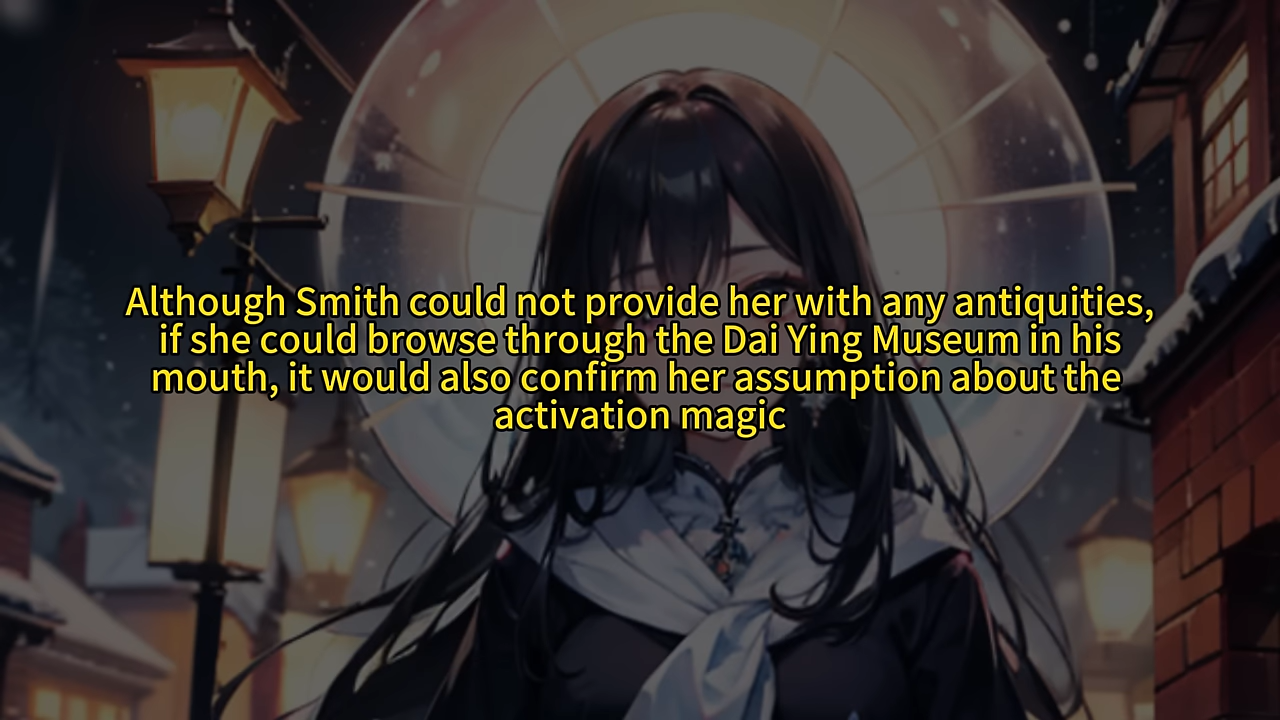 Although Smith could not provide her with any antiquities,
if she could browse through the Dai Ying Museum in his
mouth, it would also confirm her assumption about the
activation magic